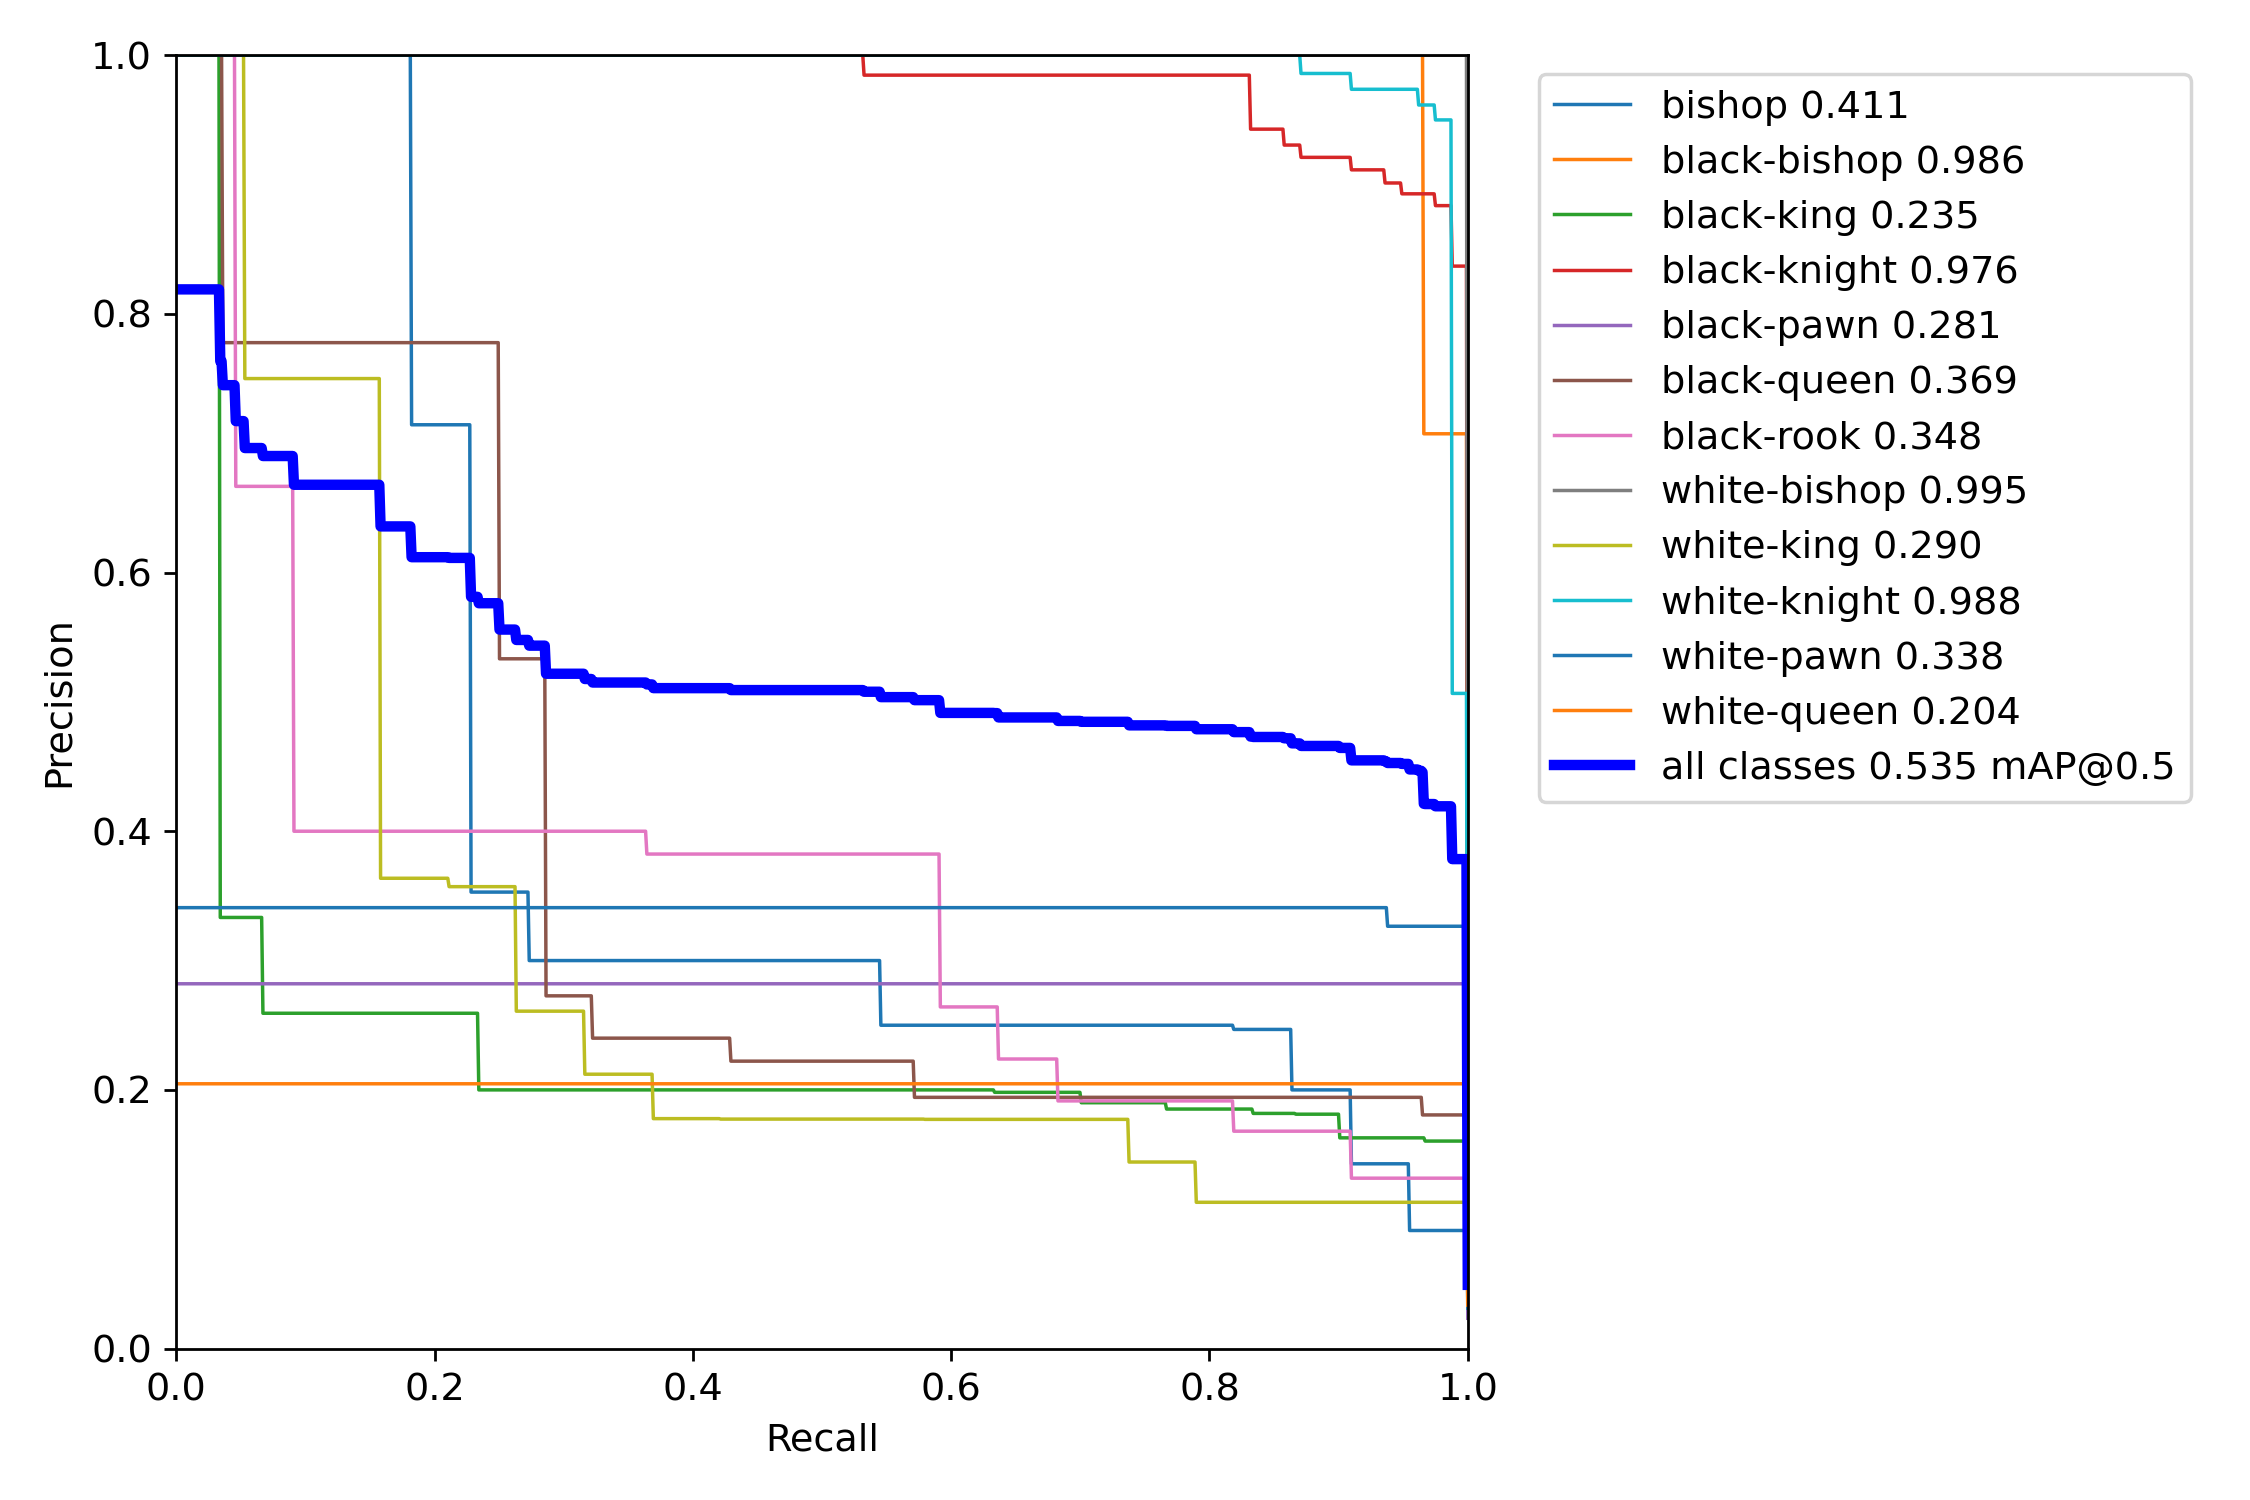 1.0
0.8
0.6
0.4
0.2
0.0
Precision
0.0 0.2 0.4 0.6 0.8 1.0
Recall
bishop 0.411
black-bishop 0.986
black-king 0.235
black-knight 0.976
black-pawn 0.281
black-queen 0.369
black-rook 0.348
white-bishop 0.995
white-king 0.290
white-knight 0.988
white-pawn 0.338
white-queen 0.204
all classes 0.535 mAP@0.5